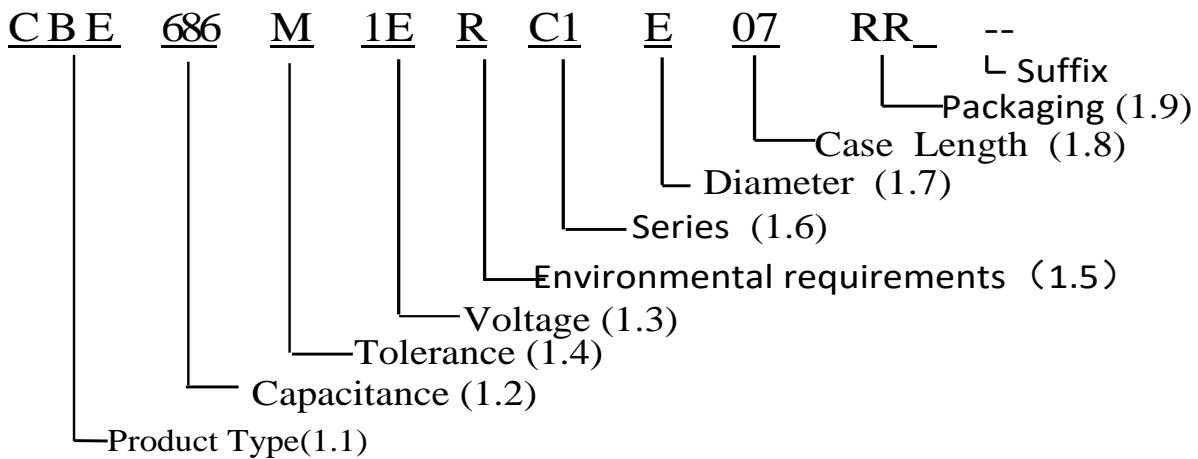 CBE 686 M 1E R C1 E 07 RR_ --
Suffix
Packaging (1.9)
Case Length (1.8)
Diameter (1.7)
Series (1.6)
Environmental requirements（1.5）
Voltage (1.3)
Tolerance (1.4)
Capacitance (1.2)
Product Type(1.1)